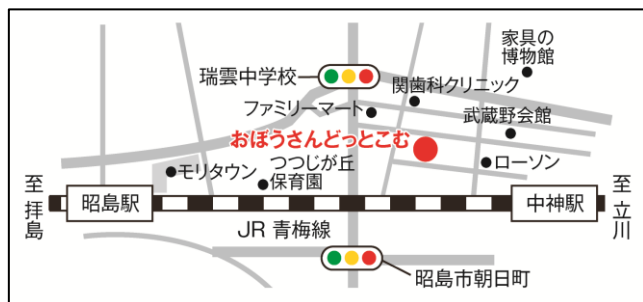 家具の
博物館
瑞雲中学校
関歯科クリニック
ファミリーマート
武蔵野会館
おぼうさんどっとこむ
モリタウン
つつじが丘
保育園
ローソン
至拝島
昭島駅
中神駅
至立川
JR 青梅線
昭島市朝日町